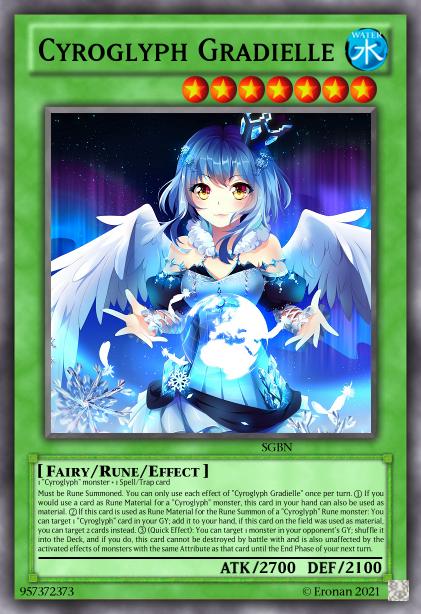 Cyroglyph Gradielle
WATER
水
SGBN
[ Fairy/Rune/Effect ]
1 "Cyroglyph" monster + 1 Spell/Trap card
Must be Rune Summoned. You can only use each effect of "Cyroglyph Gradielle" once per turn. ① If you
would use a card as Rune Material for a "Cyroglyph" monster, this card in your hand can also be used as
material. ② If this card is used as Rune Material for the Rune Summon of a "Cyroglyph" Rune monster: You
can target 1 "Cyroglyph" card in your GY; add it to your hand, if this card on the field was used as material,
you can target 2 cards instead. ③ (Quick Effect): You can target 1 monster in your opponent's GY; shuffle it
into the Deck, and if you do, this card cannot be destroyed by battle and is also unaffected by the
activated effects of monsters with the same Attribute as that card until the End Phase of your next turn.
ATK/2700 DEF/2100
957372373
© Eronan 2021